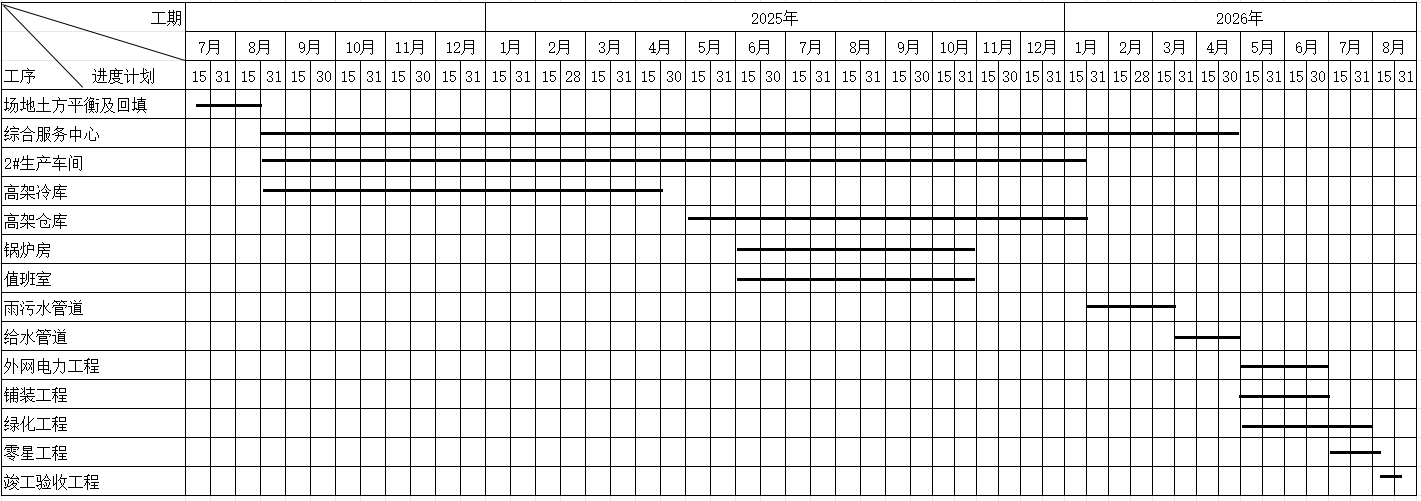 工期 2025年 2026年
7月 8月 9月 10月 11月 12月 1月 2月 3月 4月 5月 6月 7月 8月 9月 10月 11月 12月 1月 2月 3月 4月 5月 6月 7月 8月
工序 进度计划 15 31 15 31 15 30 15 31 15 30 15 31 15 31 15 28 15 31 15 30 15 31 15 30 15 31 15 31 15 30 15 31 15 30 15 31 15 31 15 28 15 31 15 30 15 31 15 30 15 31 15 31
场地土方平衡及回填
综合服务中心
2#生产车间
高架冷库
高架仓库
锅炉房
值班室
雨污水管道
给水管道
外网电力工程
铺装工程
绿化工程
零星工程
竣工验收工程